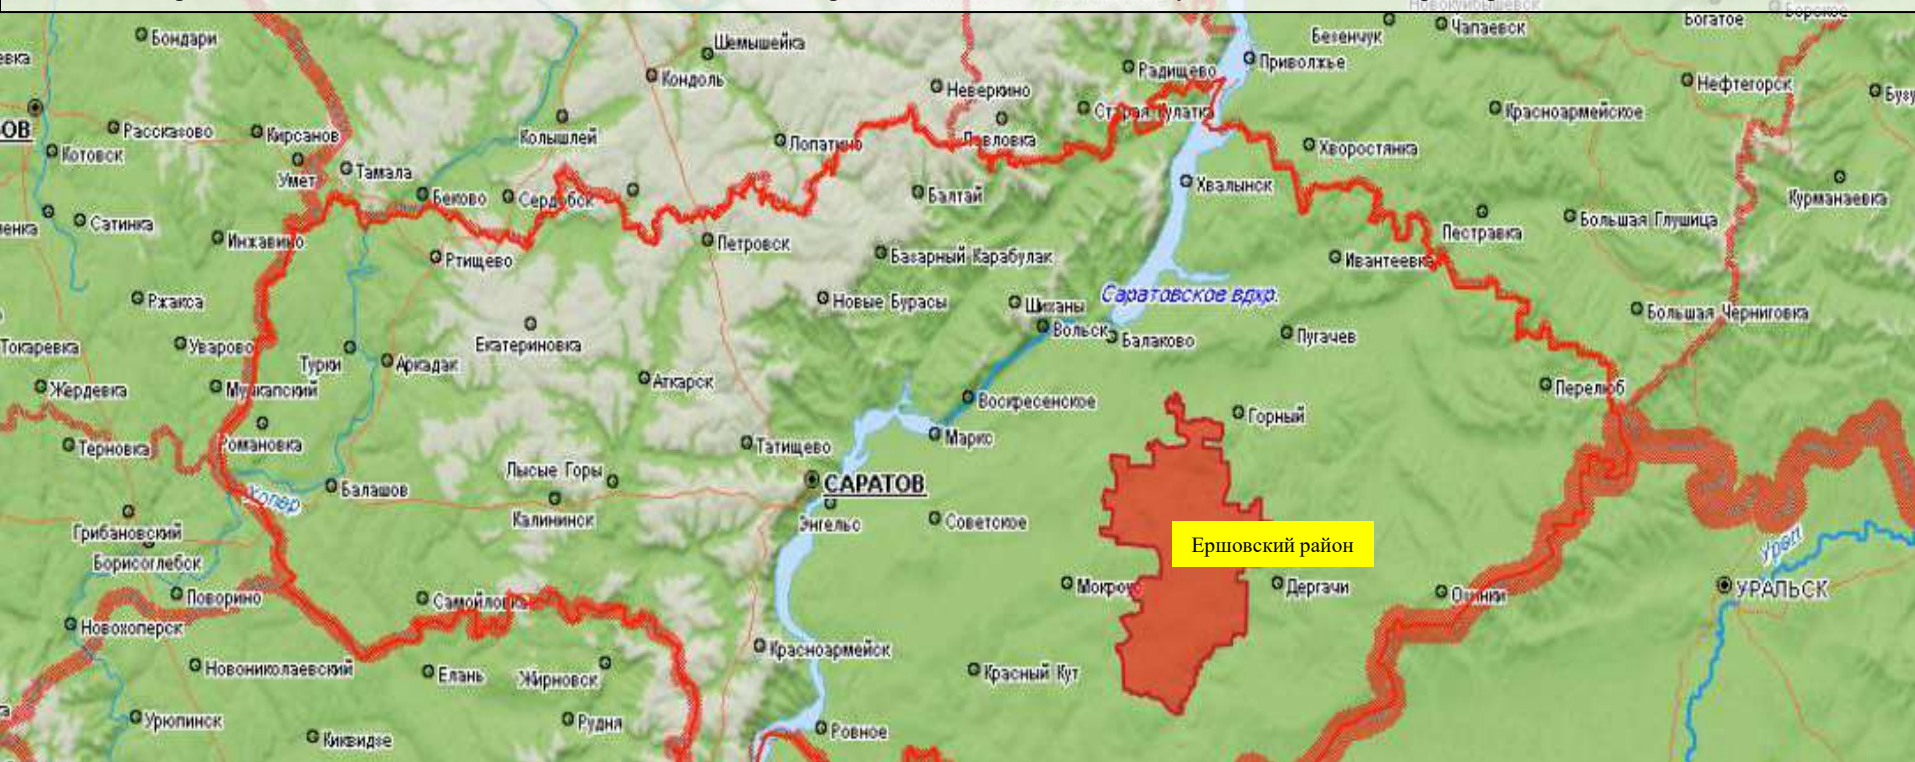 Новокуйбышевск
Борское
Богатое
Чапаевск
Безенчук
Бондари
Шемышейка
Кондоль
Радищево
Приволжье
Нефтегорск
Неверкино
Старая Кулатка
Красноармейское
ОВ
Рассказово
Кирсанов
Колышлей
Лопатино
Павловка
Хворостянка
Котовск
Умет
Тамала
Беково
Сердобск
Балтай
Хвалынск
Курманаевка
Сатинка
Инжавино
Ртищево
Петровск
Базарный Карабулак
Пестравка
Большая Глушица
Ивантеевка
Ржакса
Новые Бурасы
Шиханы
Саратовское вдхр.
Большая Черниговка
Вольск
Балаково
Пугачев
Токаревка
Уварово
Турки
Аркадак
Екатериновка
Аткарск
Жердевка
Мучкапский
Воскресенское
Перелюб
Горный
Маркс
Терновка
Романовка
Татищево
Лысые Горы
Балашов
Хопер
САРАТОВ
Калининск
Энгельс
Советское
Грибановский
Борисоглебск
Ершовский район
Урал
Поворино
Самойловка
Мокроус
Дергачи
Озинки
УРАЛЬСК
Новохоперск
Новониколаевский
Елань
Жирновск
Красноармейск
Красный Кут
Урюпинск
Киквидзе
Рудня
Ровное